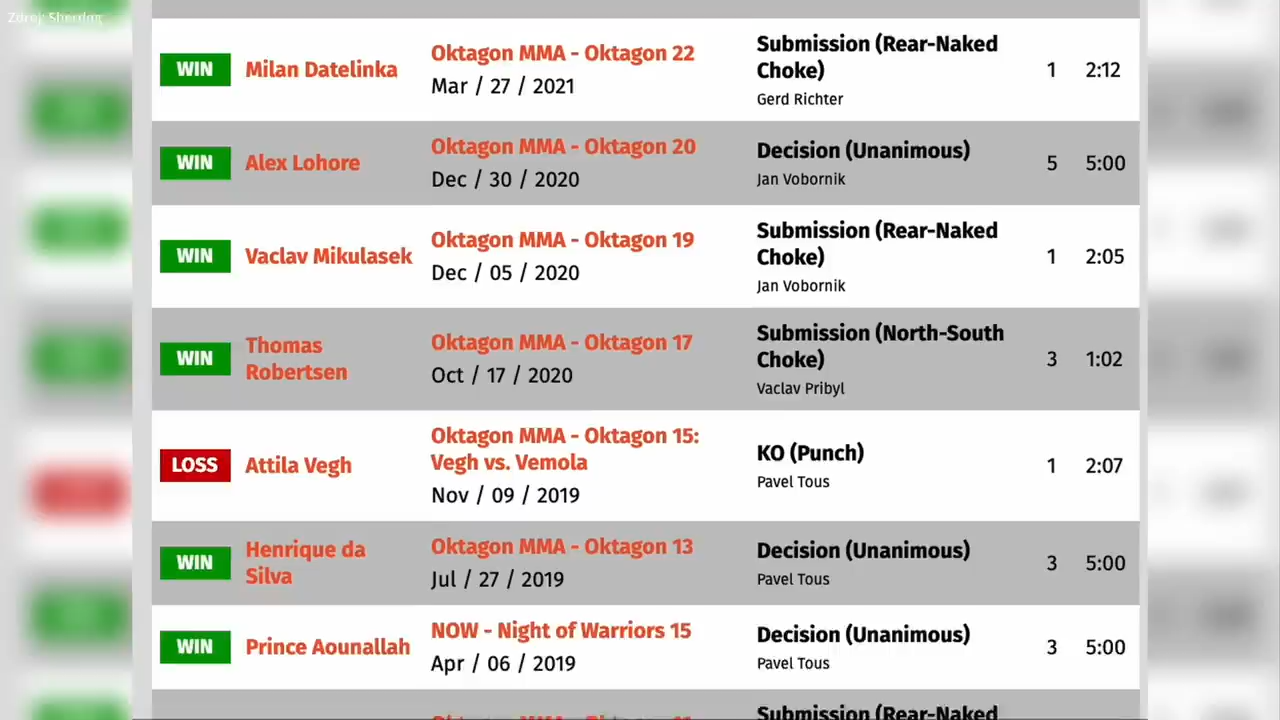 Zdroj: Sherdog
WIN
Milan Datelinka
Oktagon MMA - Oktagon 22
Mar / 27 / 2021
Submission (Rear-Naked
Choke)
Gerd Richter
1
2:12
WIN
Alex Lohore
Oktagon MMA - Oktagon 20
Dec / 30 / 2020
Decision (Unanimous)
Jan Vobornik
5
5:00
WIN
Vaclav Mikulasek
Oktagon MMA - Oktagon 19
Dec / 05 / 2020
Submission (Rear-Naked
Choke)
Jan Vobornik
1
2:05
WIN
Thomas
Robertsen
Oktagon MMA - Oktagon 17
Oct / 17 / 2020
Submission (North-South
Choke)
Vaclav Pribyl
3
1:02
LOSS
Attila Vegh
Oktagon MMA - Oktagon 15:
Vegh vs. Vemola
Nov / 09 / 2019
KO (Punch)
Pavel Tous
1
2:07
WIN
Henrique da
Silva
Oktagon MMA - Oktagon 13
Jul / 27 / 2019
Decision (Unanimous)
Pavel Tous
3
5:00
WIN
Prince Aounallah
NOW - Night of Warriors 15
Apr / 06 / 2019
Decision (Unanimous)
Pavel Tous
3
5:00
Submission (Rear-Naked